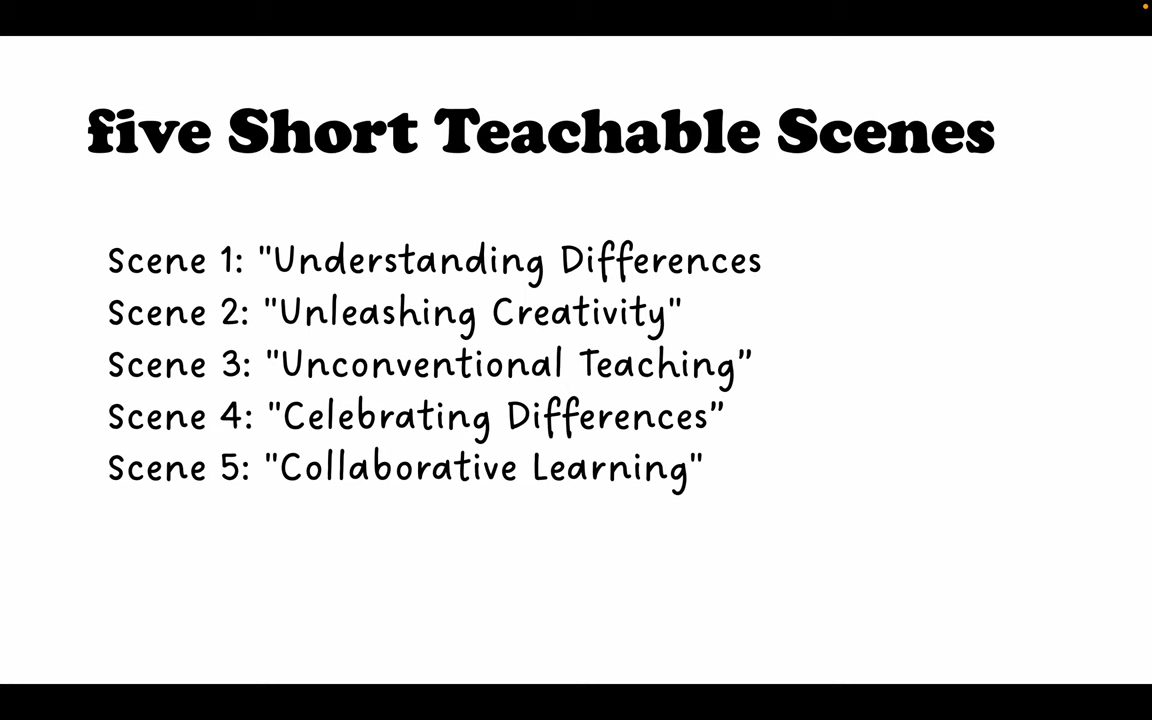 five Short Teachable Scenes
Scene 1: "Understanding Differences
Scene 2: "Unleashing Creativity"
Scene 3: "Unconventional Teaching”
Scene 4: "Celebrating Differences”
Scene 5: "Collaborative Learning"